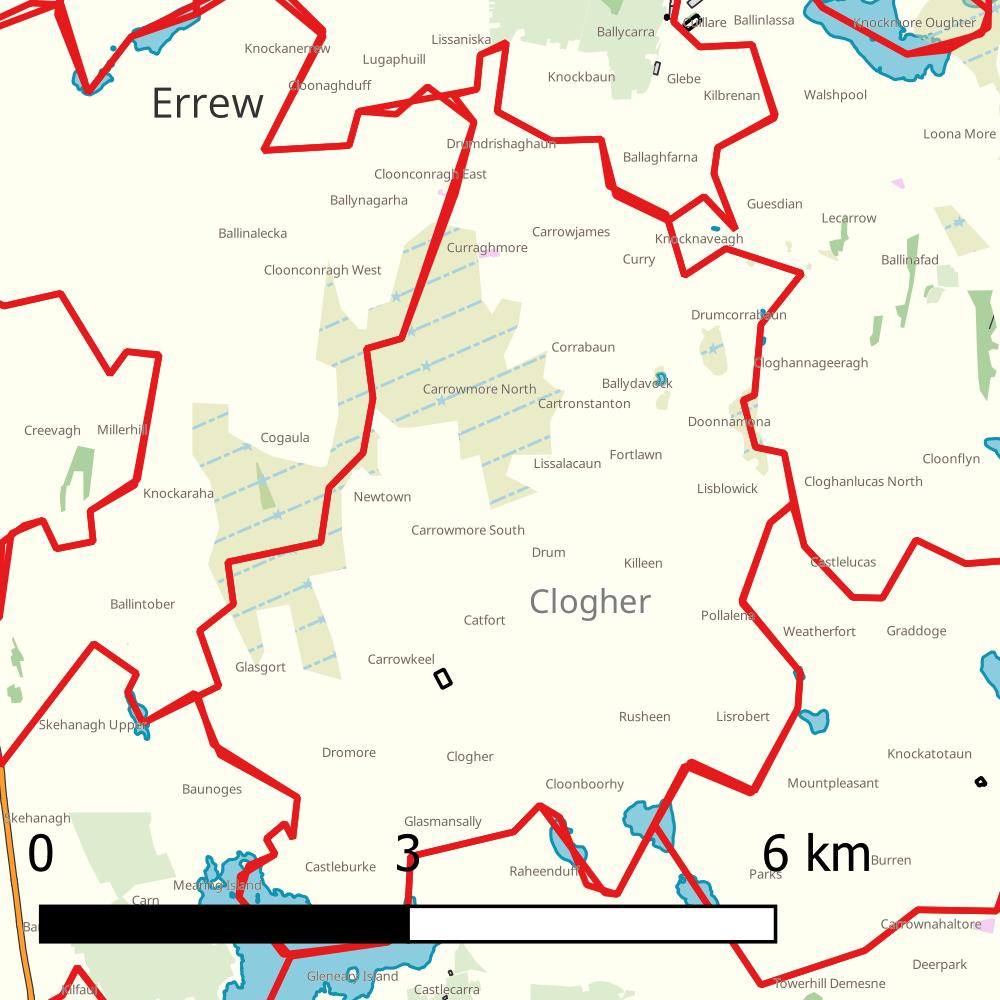 Cullare
Ballinlassa
Knockmore Oughter
Ballycarra
Lissaniska
Knockanerew
Lugaphuill
Cloonaghduff
Knockbaun
Glebe
Kilbrenan
Walshpool
Errew
Loona More
Drumdrishaghaun
Ballaghfarna
Cloonconragh East
Ballynagarha
Guesdian
Lecarrow
Ballinalecka
Carrowjames
Knocknaveagh
Curraghmore
Curry
Ballinafad
Cloonconragh West
Drumcorrabaun
Corrabaun
Cloghannageeragh
Ballydavock
Carrowmore North
Cartronstanton
Doonnamona
Creevagh
Millerhill
Cogaula
Fortlawn
Lissalacaun
Cloonflyn
Cloghanlucas North
Lisblowick
Knockaraha
Newtown
Carrowmore South
Drum
Killeen
Castlelucas
Clogher
Ballintober
Pollalena
Catfort
Weatherfort
Graddoge
Carrowkeel
Glasgort
Rusheen
Lisrobert
Skehanagh Upper
Dromore
Clogher
Knockatotaun
Cloonboorhy
Mountpleasant
Baunoges
Skehanagh
Glasmansally
0 3 6 km
Burren
Castleburke
Raheenduff
Parks
Mearing Island
Carn
Carrownahaltore
Deerpark
Gleneary Island
Towerhill Demesne
Kilfaul
Castlecarra